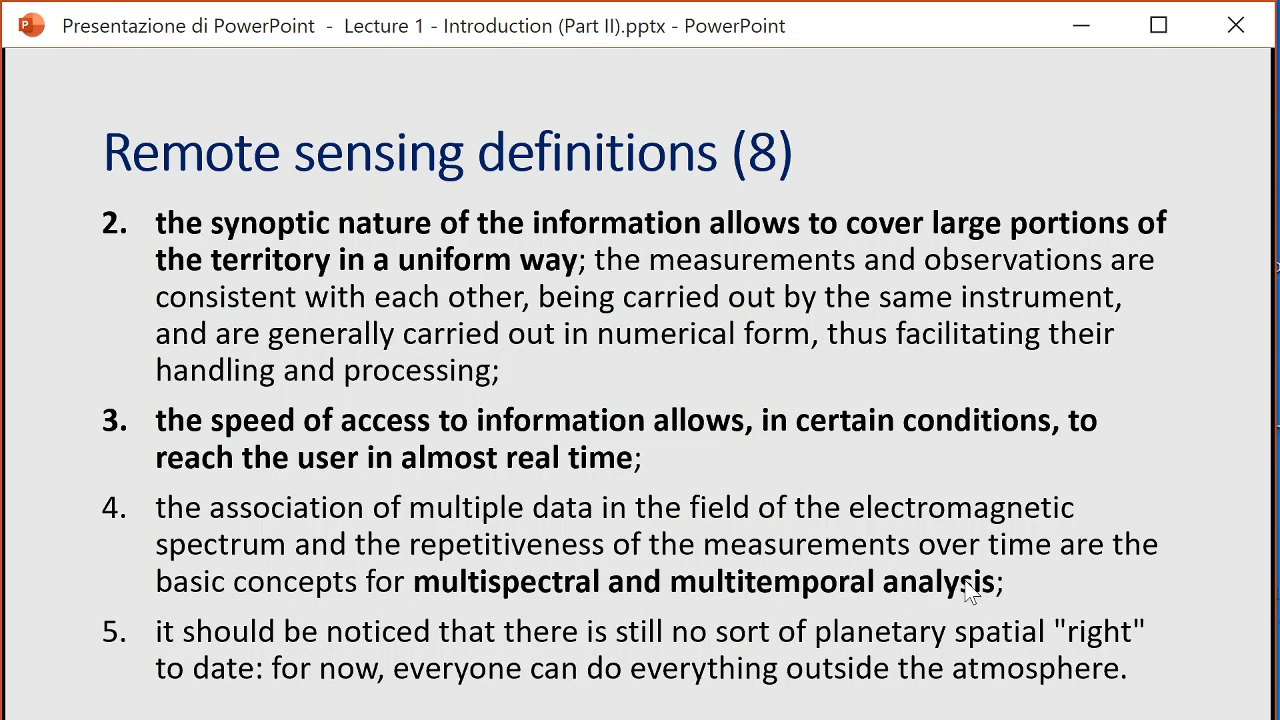 Presentazione di PowerPoint - Lecture 1 - Introduction (Part II).pptx - PowerPoint
Remote sensing definitions (8)
2. the synoptic nature of the information allows to cover large portions of
the territory in a uniform way; the measurements and observations are
consistent with each other, being carried out by the same instrument,
and are generally carried out in numerical form, thus facilitating their
handling and processing;
3. the speed of access to information allows, in certain conditions, to
reach the user in almost real time;
4. the association of multiple data in the field of the electromagnetic
spectrum and the repetitiveness of the measurements over time are the
basic concepts for multispectral and multitemporal analysis;
5. it should be noticed that there is still no sort of planetary spatial "right"
to date: for now, everyone can do everything outside the atmosphere.